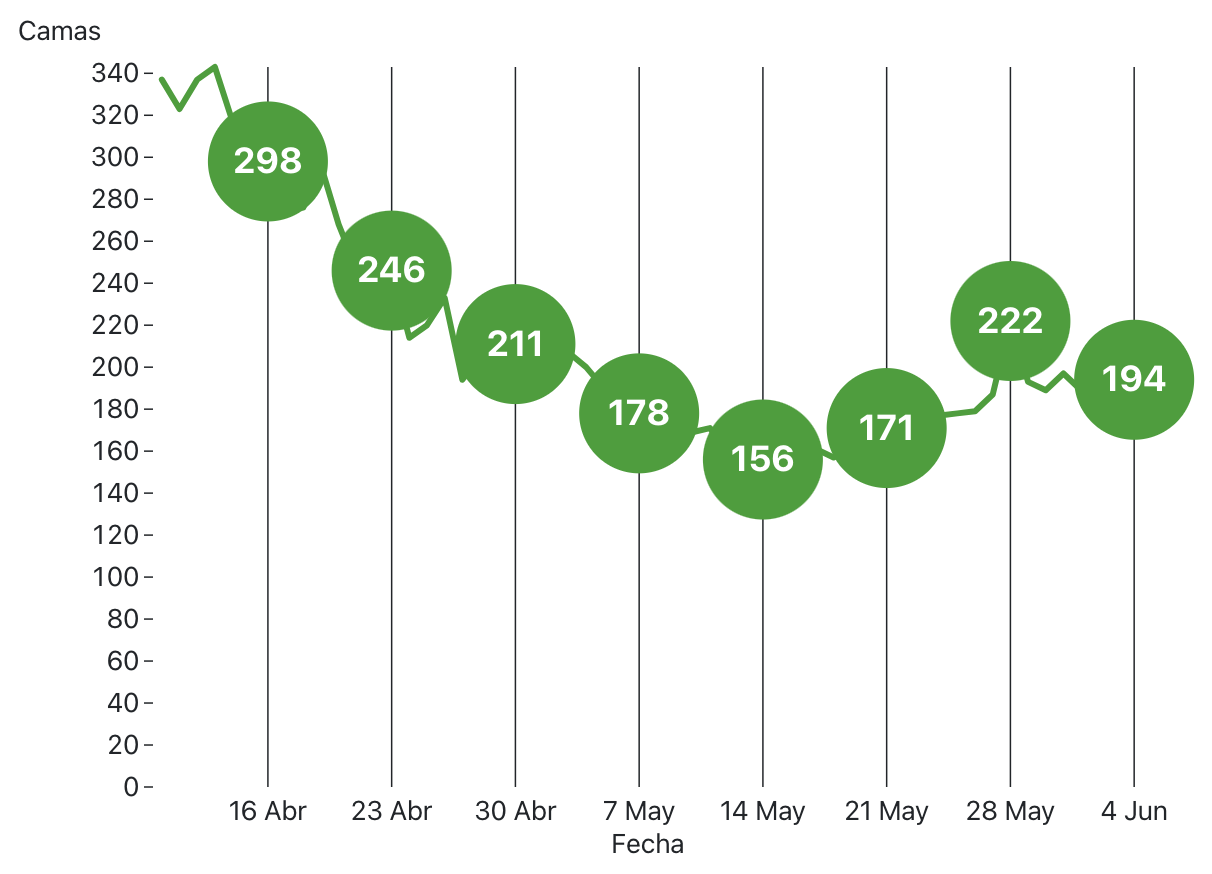 Camas
340
320
300
280
260
240
220
200
180
160
140
120
100
80
60
40
20
0
298
246
211
178
156
171
222
194
16 Abr
23 Abr
30 Abr
7 May
14 May
21 May
28 May
4 Jun
Fecha